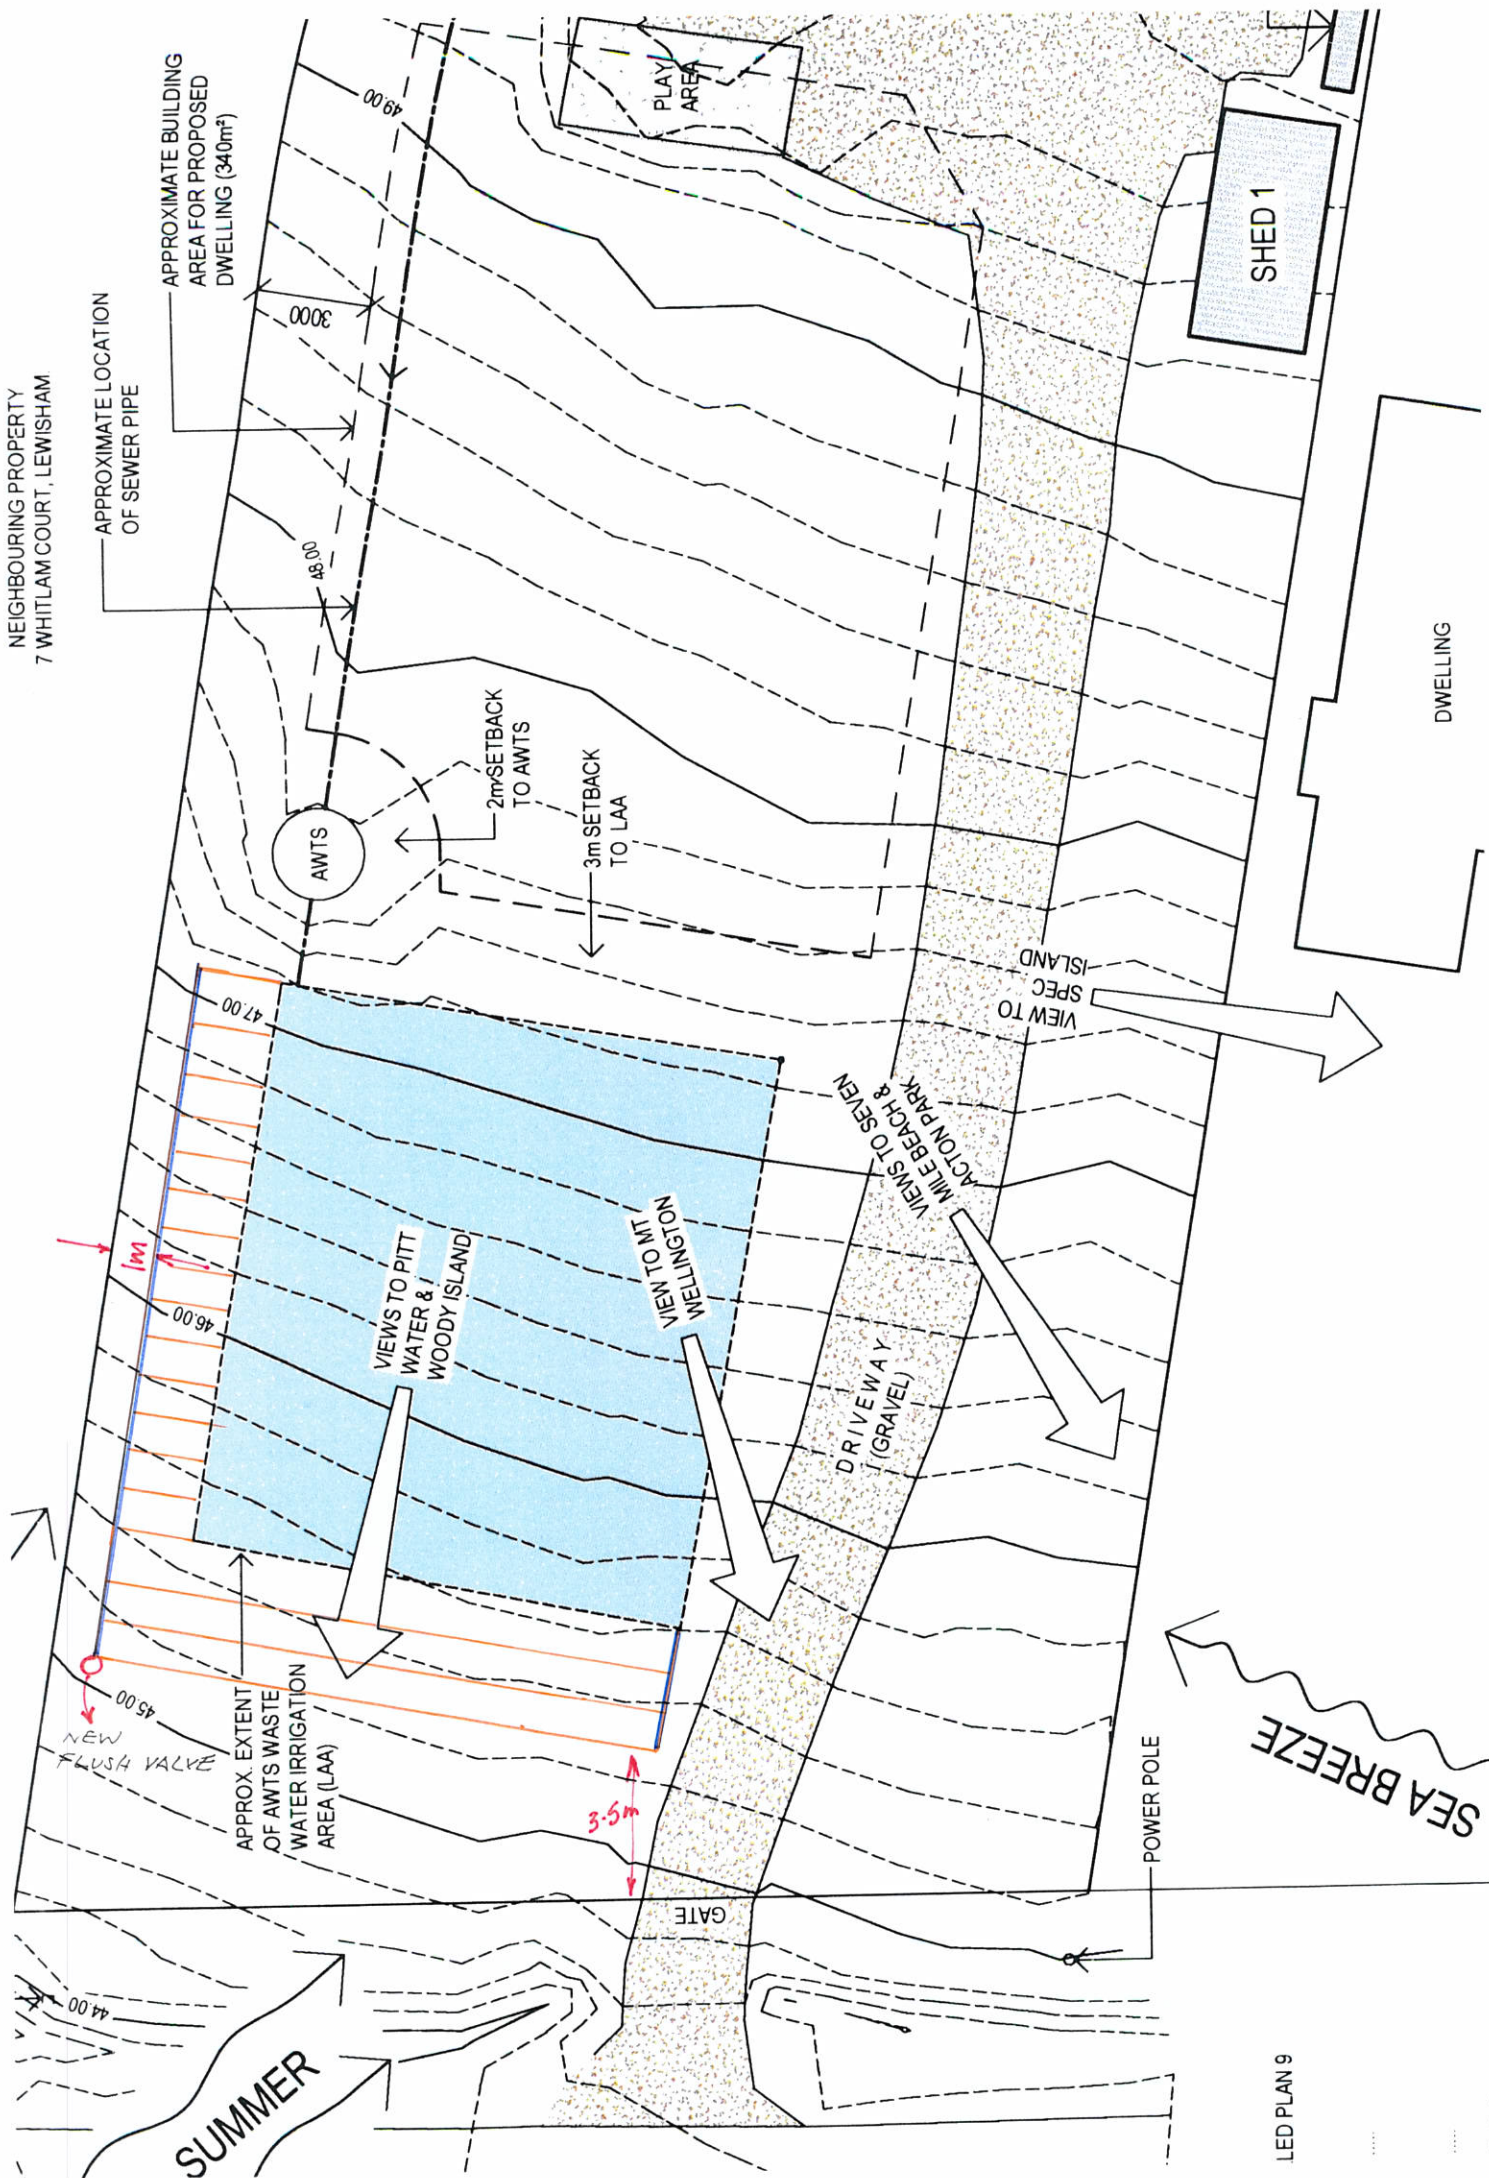 NEIGHBOURING PROPERTY
7 WHITLAM COURT, LEWISHAM
APPROXIMATE LOCATION
OF SEWER PIPE
APPROXIMATE BUILDING
AREA FOR PROPOSED
DWELLING (340m²)
3000
49.00
PLAY
AREA
SHED 1
48.00
AWTS
2m SETBACK
TO AWTS
3m SETBACK
TO LAA
DWELLING
47.00
VIEW TO
SPEC
ISLAND
VIEWS TO SEVEN
MILE BEACH &
ACTON PARK
1m
46.00
VIEWS TO PITT
WATER &
WOODY ISLAND
VIEW TO MT
WELLINGTON
DRIVEWAY
(GRAVEL)
45.00
NEW
FLUSH VALVE
APPROX. EXTENT
OF AWTS WASTE
WATER IRRIGATION
AREA (LAA)
3.5m
GATE
POWER POLE
SEA BREEZE
44.00
SUMMER
LED PLAN 9